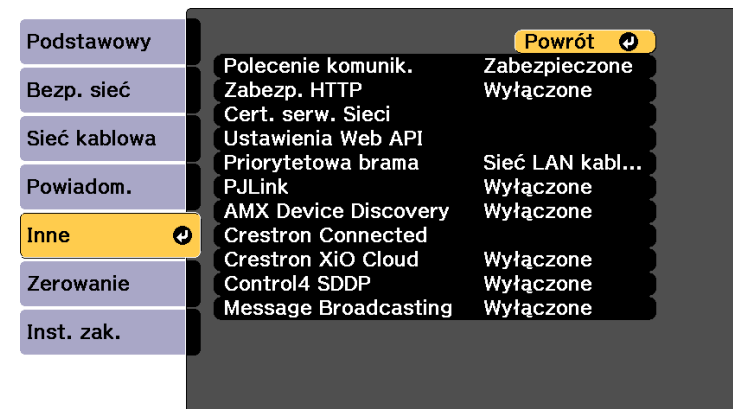 Podstawowy
Bezp. sieć
Sieć kablowa
Powiadom.
Inne
Zerowanie
Inst. zak.
Powrót
Polecenie komunik. Zabezpieczone
Zabezp. HTTP Wyłączone
Cert. serw. Sieci
Ustawienia Web API
Priorytetowa brama Sieć LAN kabl...
PJLink Wyłączone
AMX Device Discovery Wyłączone
Crestron Connected
Crestron XiO Cloud Wyłączone
Control4 SDDP Wyłączone
Message Broadcasting Wyłączone